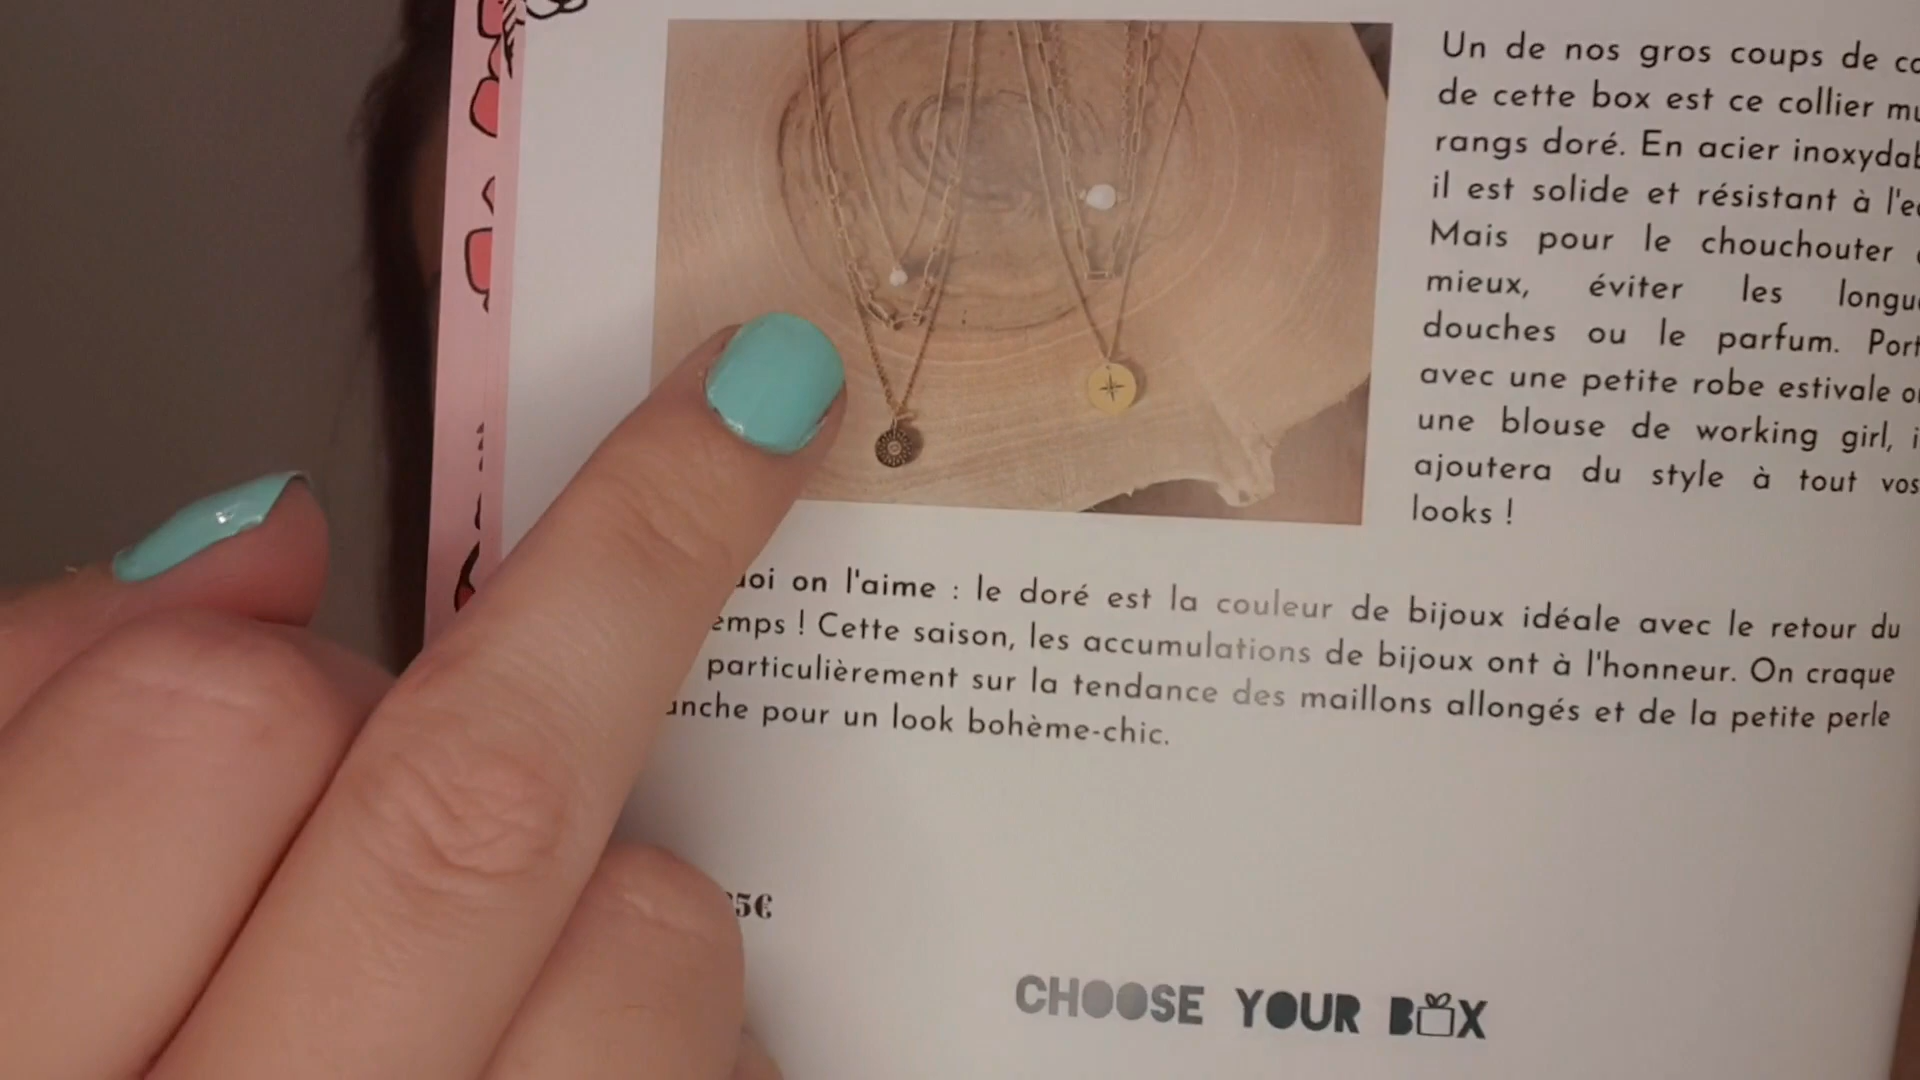 Un de nos gros coups de
de cette box est ce collier
rangs doré. En acier
il est solide et résistant à
Mais pour le chouchouter
mieux, éviter les
douches ou le parfum.
avec une petite robe estivale
une blouse de working girl,
ajoutera du style à tout vos
looks !
on l'aime : le doré est la couleur de bijoux idéale avec le retour du
! Cette saison, les accumulations de bijoux ont à l'honneur. On craque
particulièrement sur la tendance des maillons allongés et de la petite perle
pour un look bohème-chic.
5€
CHOOSE YOUR BOX